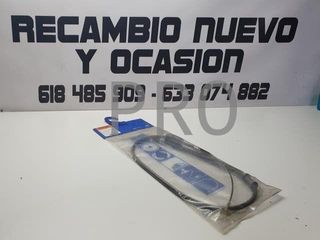 RECAMBIO NUEVO
Y OCASION
618 485 909 - 633 074 882
PRO